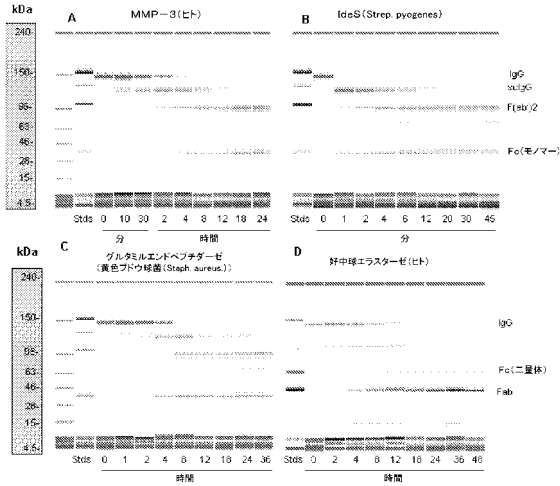 kDa
A
MMP－3（ヒト）
B
IdeS（Strep. pyogenes）
240-
150-
95-
63-
46-
28-
15-
4.5-
IgG
scIgG
F(ab')2
Fc（モノマー）
Stds 0 10 30 2 4 8 12 18 24
分 時間
Stds 0 1 2 4 6 12 20 30 45
分
kDa
C
グルタミルエンドペプチダーゼ
（黄色ブドウ球菌（Staph. aureus.））
D
好中球エラスターゼ（ヒト）
240-
150-
95-
63-
46-
28-
15-
4.5-
IgG
Fc（二量体）
Fab
Stds 0 1 2 4 8 12 18 24 36
時間
Stds 0 2 4 8 12 18 24 36 48
時間